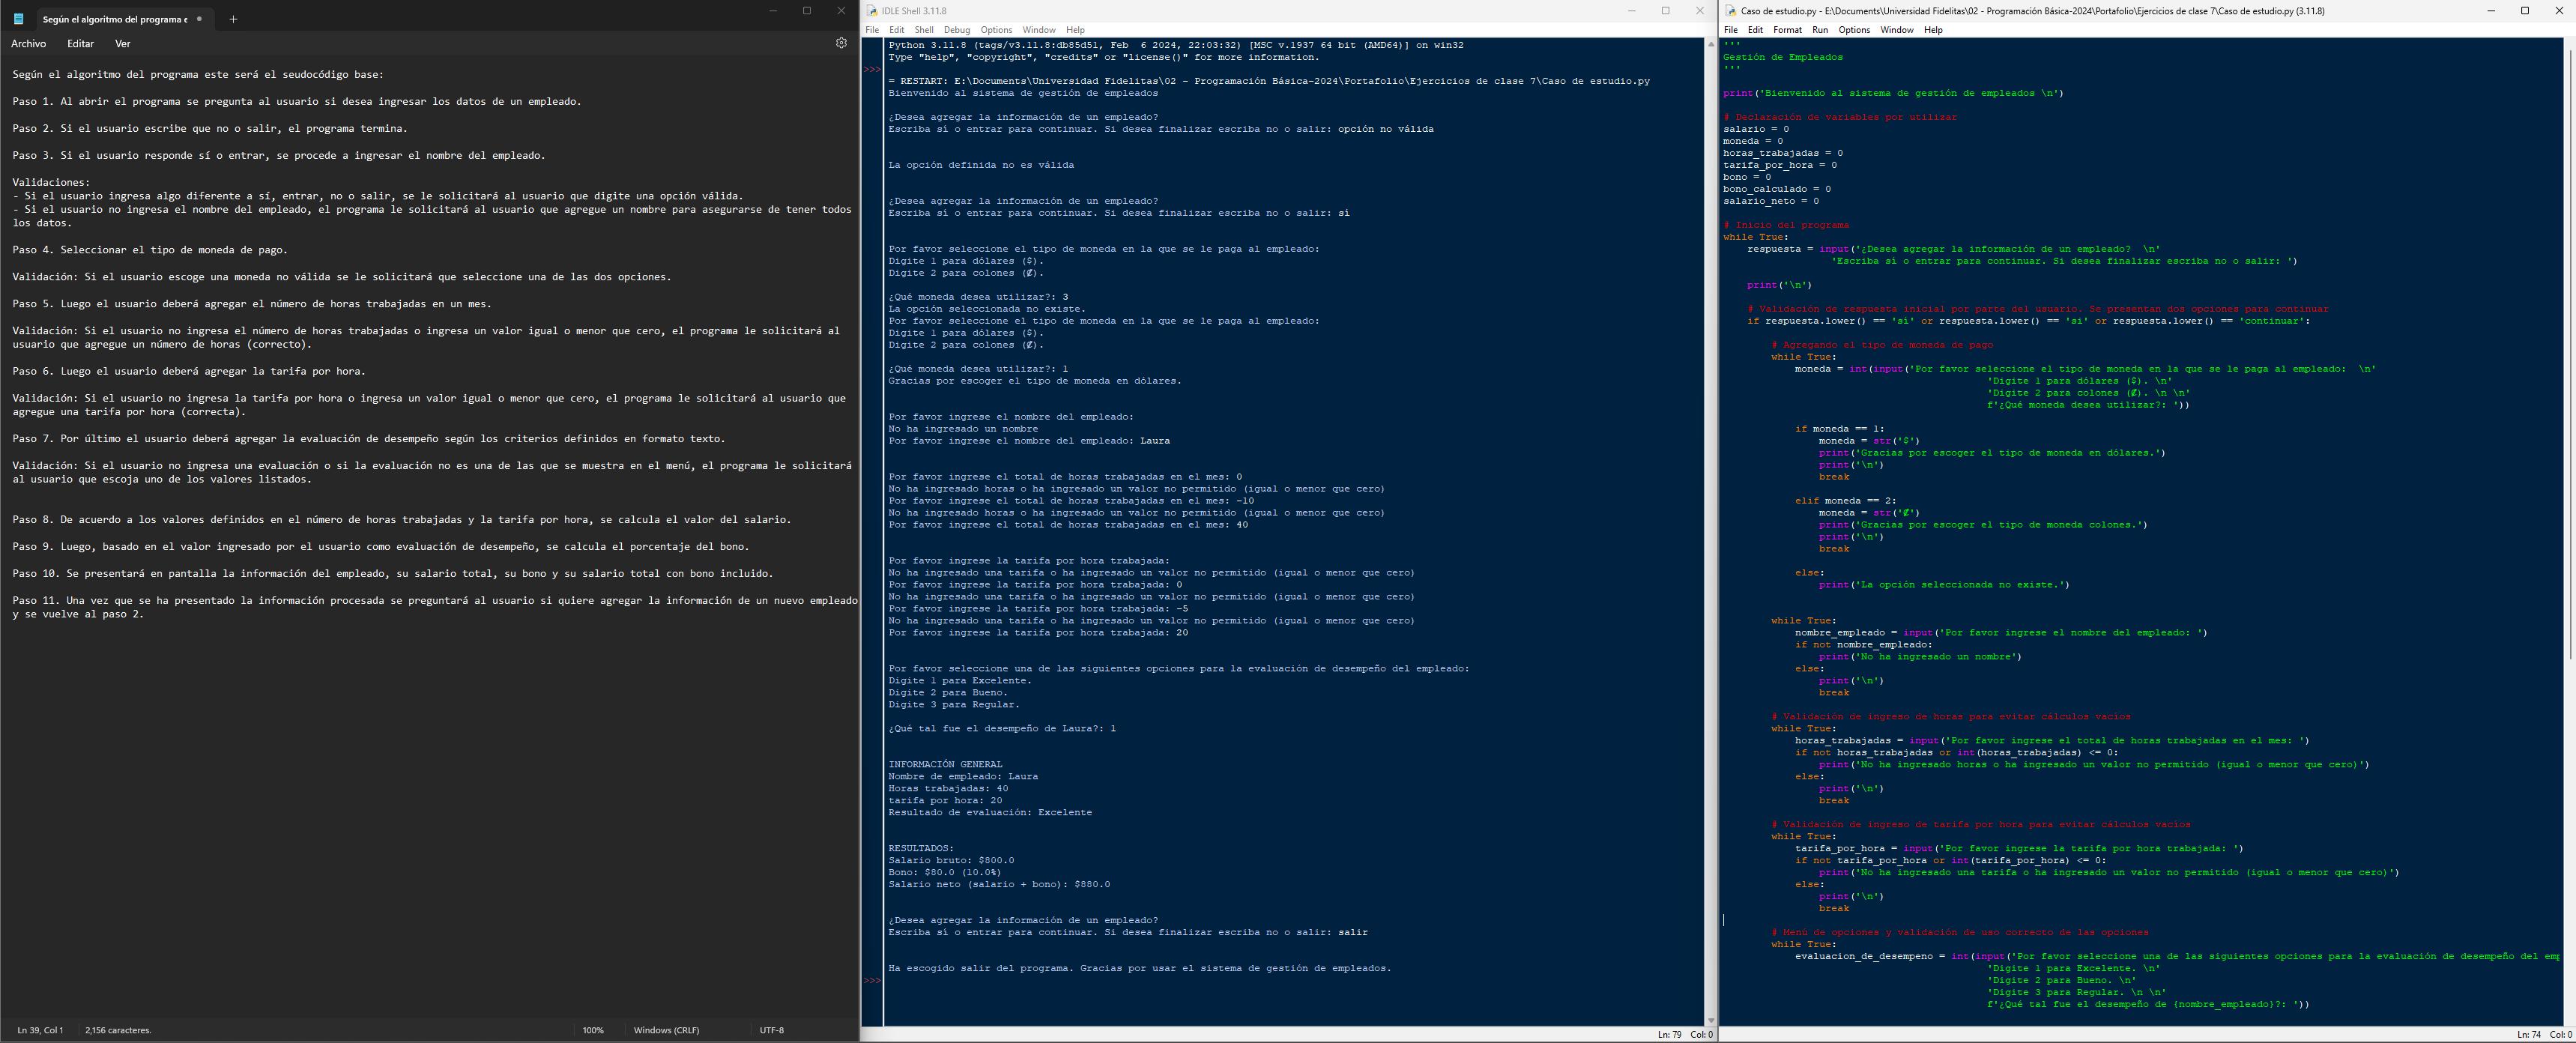 Según el algoritmo del programa e
Archivo Editar Ver
Según el algoritmo del programa este será el seudocódigo base:
Paso 1. Al abrir el programa se pregunta al usuario si desea ingresar los datos de un empleado.
Paso 2. Si el usuario escribe que no o salir, el programa termina.
Paso 3. Si el usuario responde sí o entrar, se procede a ingresar el nombre del empleado.
Validaciones:
- Si el usuario ingresa algo diferente a sí, entrar, no o salir, se le solicitará al usuario que digite una opción válida.
- Si el usuario no ingresa el nombre del empleado, el programa le solicitará al usuario que agregue un nombre para asegurarse de tener todos
los datos.
Paso 4. Seleccionar el tipo de moneda de pago.
Validación: Si el usuario escoge una moneda no válida se le solicitará que seleccione una de las dos opciones.
Paso 5. Luego el usuario deberá agregar el número de horas trabajadas en un mes.
Validación: Si el usuario no ingresa el número de horas trabajadas o ingresa un valor igual o menor que cero, el programa le solicitará al
usuario que agregue un número de horas (correcto).
Paso 6. Luego el usuario deberá agregar la tarifa por hora.
Validación: Si el usuario no ingresa la tarifa por hora o ingresa un valor igual o menor que cero, el programa le solicitará al usuario que
agregue una tarifa por hora (correcta).
Paso 7. Por último el usuario deberá agregar la evaluación de desempeño según los criterios definidos en formato texto.
Validación: Si el usuario no ingresa una evaluación o si la evaluación no es una de las que se muestra en el menú, el programa le solicitará
al usuario que escoja uno de los valores listados.
Paso 8. De acuerdo a los valores definidos en el número de horas trabajadas y la tarifa por hora, se calcula el valor del salario.
Paso 9. Luego, basado en el valor ingresado por el usuario como evaluación de desempeño, se calcula el porcentaje del bono.
Paso 10. Se presentará en pantalla la información del empleado, su salario total, su bono y su salario total con bono incluido.
Paso 11. Una vez que se ha presentado la información procesada se preguntará al usuario si quiere agregar la información de un nuevo empleado
y se vuelve al paso 2.
Ln 39, Col 1 2,156 caracteres. 100% Windows (CRLF) UTF-8
IDLE Shell 3.11.8
File Edit Shell Debug Options Window Help
Python 3.11.8 (tags/v3.11.8:db85d51, Feb 6 2024, 22:03:32) [MSC v.1937 64 bit (AMD64)] on win32
Type "help", "copyright", "credits" or "license()" for more information.
>>>
= RESTART: E:\Documents\Universidad Fidelitas\02 - Programación Básica-2024\Portafolio\Ejercicios de clase 7\Caso de estudio.py
Bienvenido al sistema de gestión de empleados
¿Desea agregar la información de un empleado?
Escriba sí o entrar para continuar. Si desea finalizar escriba no o salir: opción no válida
La opción definida no es válida
¿Desea agregar la información de un empleado?
Escriba sí o entrar para continuar. Si desea finalizar escriba no o salir: sí
Por favor seleccione el tipo de moneda en la que se le paga al empleado:
Digite 1 para dólares ($).
Digite 2 para colones (₡).
¿Qué moneda desea utilizar?: 3
La opción seleccionada no existe.
Por favor seleccione el tipo de moneda en la que se le paga al empleado:
Digite 1 para dólares ($).
Digite 2 para colones (₡).
¿Qué moneda desea utilizar?: 1
Gracias por escoger el tipo de moneda en dólares.
Por favor ingrese el nombre del empleado:
No ha ingresado un nombre
Por favor ingrese el nombre del empleado: Laura
Por favor ingrese el total de horas trabajadas en el mes: 0
No ha ingresado horas o ha ingresado un valor no permitido (igual o menor que cero)
Por favor ingrese el total de horas trabajadas en el mes: -10
No ha ingresado horas o ha ingresado un valor no permitido (igual o menor que cero)
Por favor ingrese el total de horas trabajadas en el mes: 40
Por favor ingrese la tarifa por hora trabajada:
No ha ingresado una tarifa o ha ingresado un valor no permitido (igual o menor que cero)
Por favor ingrese la tarifa por hora trabajada: 0
No ha ingresado una tarifa o ha ingresado un valor no permitido (igual o menor que cero)
Por favor ingrese la tarifa por hora trabajada: -5
No ha ingresado una tarifa o ha ingresado un valor no permitido (igual o menor que cero)
Por favor ingrese la tarifa por hora trabajada: 20
Por favor seleccione una de las siguientes opciones para la evaluación de desempeño del empleado:
Digite 1 para Excelente.
Digite 2 para Bueno.
Digite 3 para Regular.
¿Qué tal fue el desempeño de Laura?: 1
INFORMACIÓN GENERAL
Nombre de empleado: Laura
Horas trabajadas: 40
tarifa por hora: 20
Resultado de evaluación: Excelente
RESULTADOS:
Salario bruto: $800.0
Bono: $80.0 (10.0%)
Salario neto (salario + bono): $880.0
¿Desea agregar la información de un empleado?
Escriba sí o entrar para continuar. Si desea finalizar escriba no o salir: salir
Ha escogido salir del programa. Gracias por usar el sistema de gestión de empleados.
>>>
Ln: 79 Col: 0
Caso de estudio.py - E:\Documents\Universidad Fidelitas\02 - Programación Básica-2024\Portafolio\Ejercicios de clase 7\Caso de estudio.py (3.11.8)
File Edit Format Run Options Window Help
'''
Gestión de Empleados
'''
print('Bienvenido al sistema de gestión de empleados \n')
# Declaración de variables por utilizar
salario = 0
moneda = 0
horas_trabajadas = 0
tarifa_por_hora = 0
bono = 0
bono_calculado = 0
salario_neto = 0
# Inicio del programa
while True:
respuesta = input('¿Desea agregar la información de un empleado?  \n'
'Escriba sí o entrar para continuar. Si desea finalizar escriba no o salir: ')
print('\n')
# Validación de respuesta inicial por parte del usuario. Se presentan dos opciones para continuar
if respuesta.lower() == 'sí' or respuesta.lower() == 'si' or respuesta.lower() == 'continuar':
# Agregando el tipo de moneda de pago
while True:
moneda = int(input('Por favor seleccione el tipo de moneda en la que se le paga al empleado:  \n'
'Digite 1 para dólares ($). \n'
'Digite 2 para colones (₡). \n \n'
f'¿Qué moneda desea utilizar?: '))
if moneda == 1:
moneda = str('$')
print('Gracias por escoger el tipo de moneda en dólares.')
print('\n')
break
elif moneda == 2:
moneda = str('₡')
print('Gracias por escoger el tipo de moneda colones.')
print('\n')
break
else:
print('La opción seleccionada no existe.')
while True:
nombre_empleado = input('Por favor ingrese el nombre del empleado: ')
if not nombre_empleado:
print('No ha ingresado un nombre')
else:
print('\n')
break
# Validación de ingreso de horas para evitar cálculos vacíos
while True:
horas_trabajadas = input('Por favor ingrese el total de horas trabajadas en el mes: ')
if not horas_trabajadas or int(horas_trabajadas) <= 0:
print('No ha ingresado horas o ha ingresado un valor no permitido (igual o menor que cero)')
else:
print('\n')
break
# Validación de ingreso de tarifa por hora para evitar cálculos vacíos
while True:
tarifa_por_hora = input('Por favor ingrese la tarifa por hora trabajada: ')
if not tarifa_por_hora or int(tarifa_por_hora) <= 0:
print('No ha ingresado una tarifa o ha ingresado un valor no permitido (igual o menor que cero)')
else:
print('\n')
break
# Menú de opciones y validación de uso correcto de las opciones
while True:
evaluacion_de_desempeno = int(input('Por favor seleccione una de las siguientes opciones para la evaluación de desempeño del emp
'Digite 1 para Excelente. \n'
'Digite 2 para Bueno. \n'
'Digite 3 para Regular. \n \n'
f'¿Qué tal fue el desempeño de {nombre_empleado}?: '))
Ln: 74 Col: 0